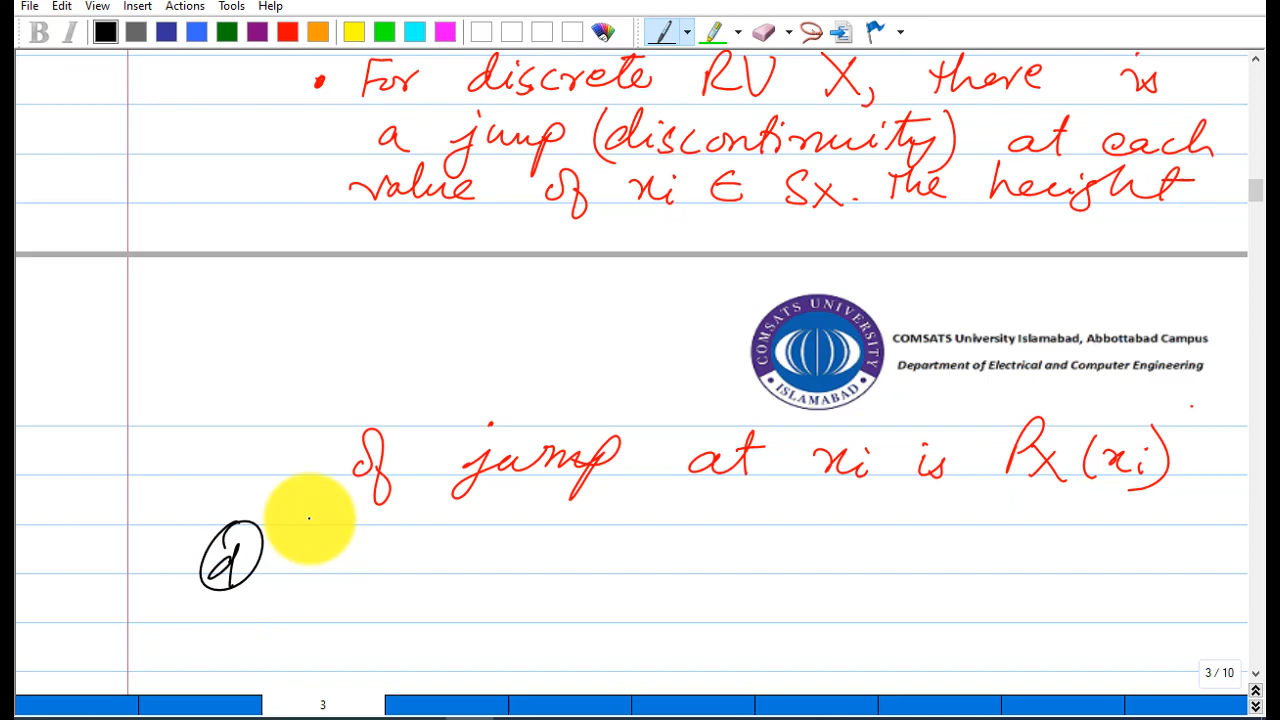 File Edit View Insert Actions Tools Help
B I
• For discrete RV X, there is
a jump (discontinuity) at each
value of xi ∈ Sx. The height
COMSATS UNIVERSITY
ISLAMABAD
COMSATS University Islamabad, Abbottabad Campus
Department of Electrical and Computer Engineering
of jump at xi is Px(xi)
d
3 / 10
3